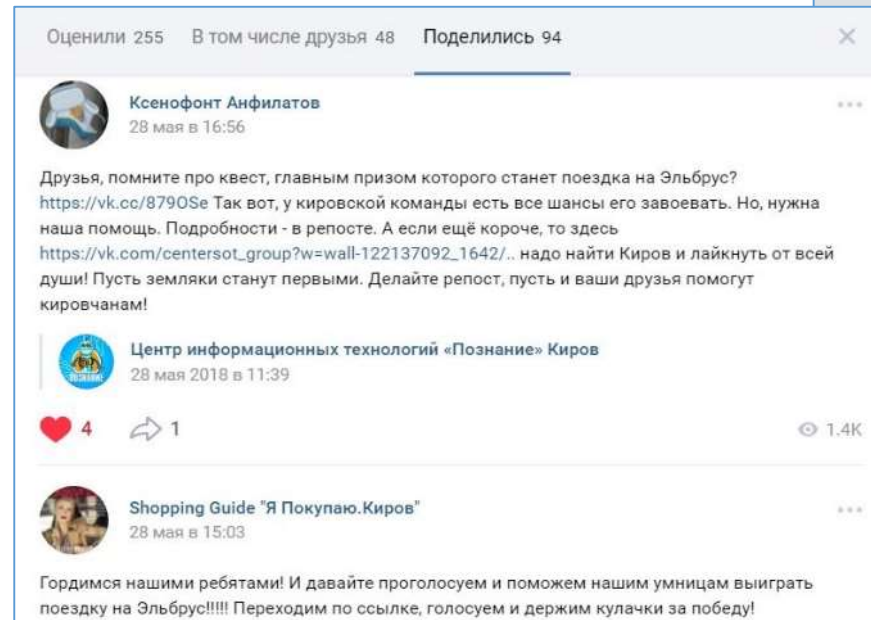 Оценили 255 В том числе друзья 48 Поделились 94
Ксенофонт Анфилатов
28 мая в 16:56
Друзья, помните про квест, главным призом которого станет поездка на Эльбрус?
https://vk.cc/879OSe Так вот, у кировской команды есть все шансы его завоевать. Но, нужна
наша помощь. Подробности - в репосте. А если ещё короче, то здесь
https://vk.com/centersot_group?w=wall-122137092_1642/.. надо найти Киров и лайкнуть от всей
души! Пусть земляки станут первыми. Делайте репост, пусть и ваши друзья помогут
кировчанам!
Центр информационных технологий «Познание» Киров
28 мая 2018 в 11:39
4 1 1.4K
Shopping Guide "Я Покупаю.Киров"
28 мая в 15:03
Гордимся нашими ребятами! И давайте проголосуем и поможем нашим умницам выиграть
поездку на Эльбрус!!!!! Переходим по ссылке, голосуем и держим кулачки за победу!